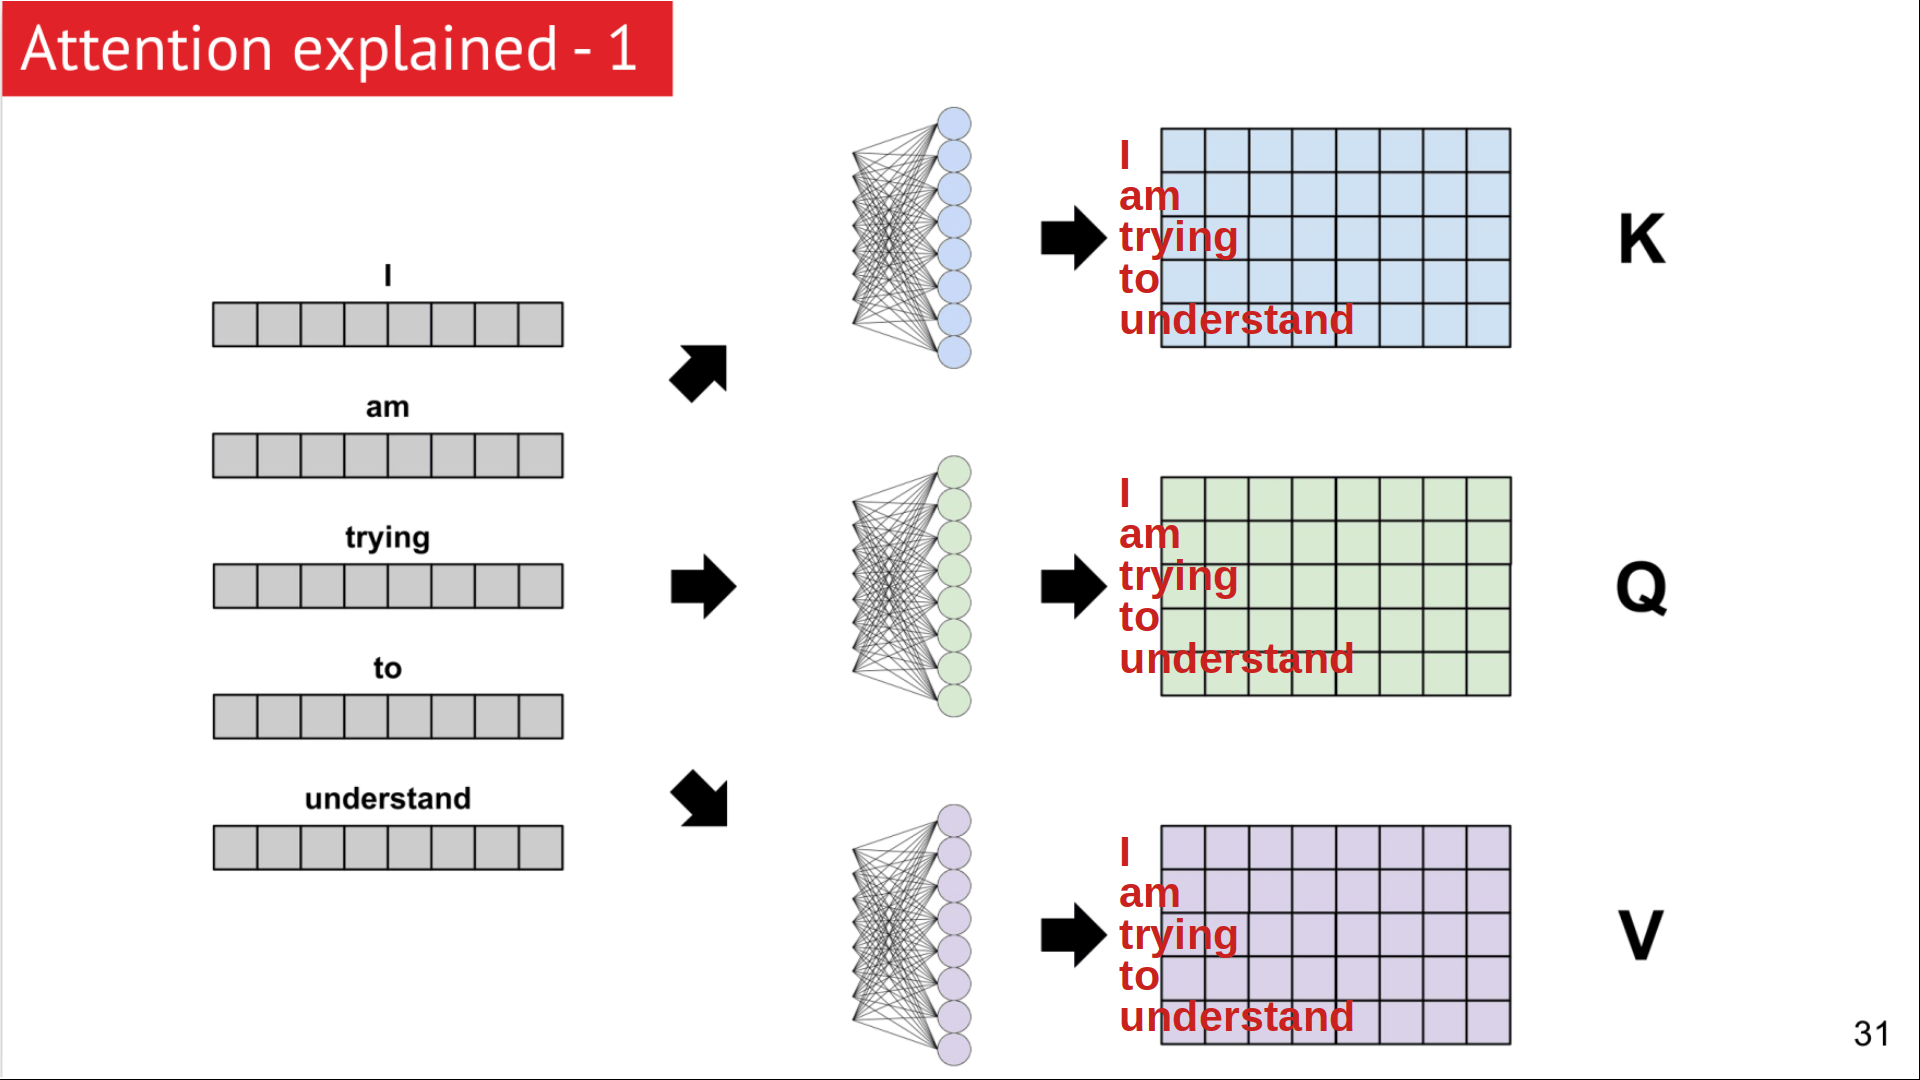 Attention explained - 1
I
am
trying
to
understand
I
am
trying
to
understand
K
I
am
trying
to
understand
Q
I
am
trying
to
understand
V
31